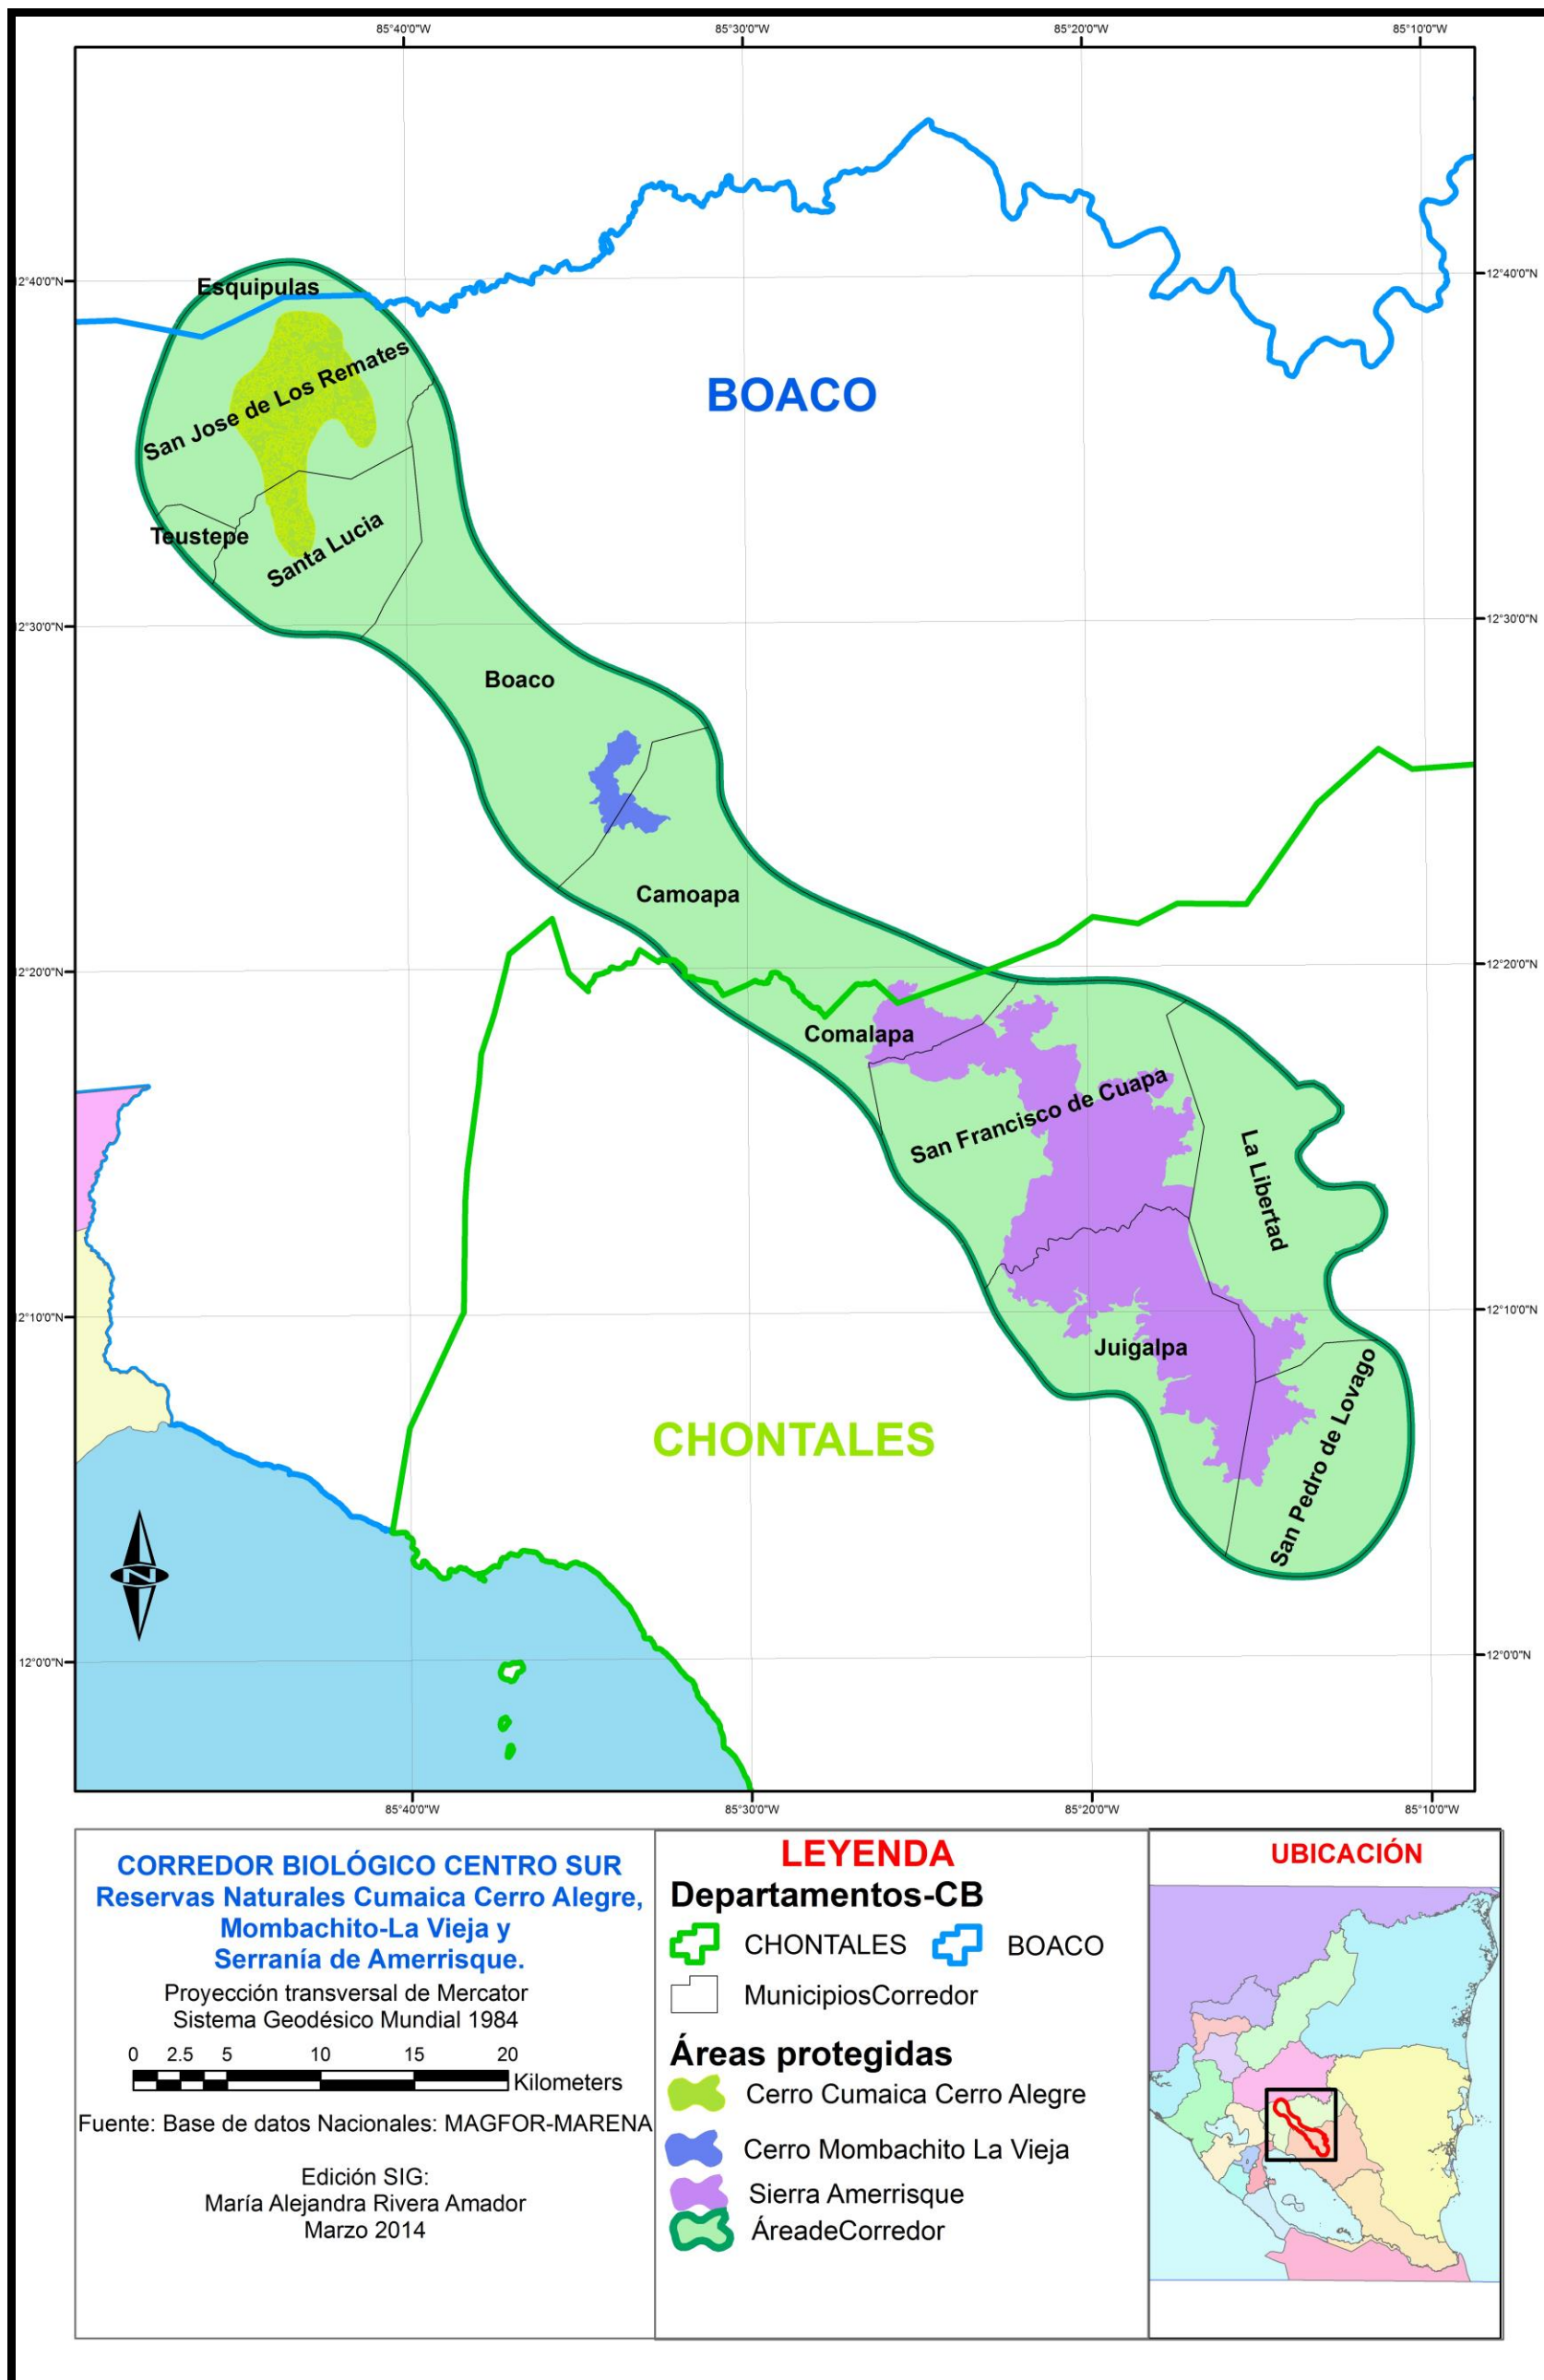 85°40'0"W
85°30'0"W
85°20'0"W
85°10'0"W
12°40'0"N
12°40'0"N
Esquipulas
San Jose de Los Remates
BOACO
Teustepe
Santa Lucia
12°30'0"N
12°30'0"N
Boaco
Camoapa
12°20'0"N
12°20'0"N
Comalapa
San Francisco de Cuapa
La Libertad
12°10'0"N
12°10'0"N
Juigalpa
San Pedro de Lovago
CHONTALES
N
12°0'0"N
12°0'0"N
85°40'0"W
85°30'0"W
85°20'0"W
85°10'0"W
CORREDOR BIOLÓGICO CENTRO SUR
Reservas Naturales Cumaica Cerro Alegre,
Mombachito-La Vieja y
Serranía de Amerrisque.
Proyección transversal de Mercator
Sistema Geodésico Mundial 1984
0 2.5 5 10 15 20
Kilometers
Fuente: Base de datos Nacionales: MAGFOR-MARENA
Edición SIG:
María Alejandra Rivera Amador
Marzo 2014
LEYENDA
Departamentos-CB
CHONTALES BOACO
MunicipiosCorredor
Áreas protegidas
Cerro Cumaica Cerro Alegre
Cerro Mombachito La Vieja
Sierra Amerrisque
ÁreadeCorredor
UBICACIÓN